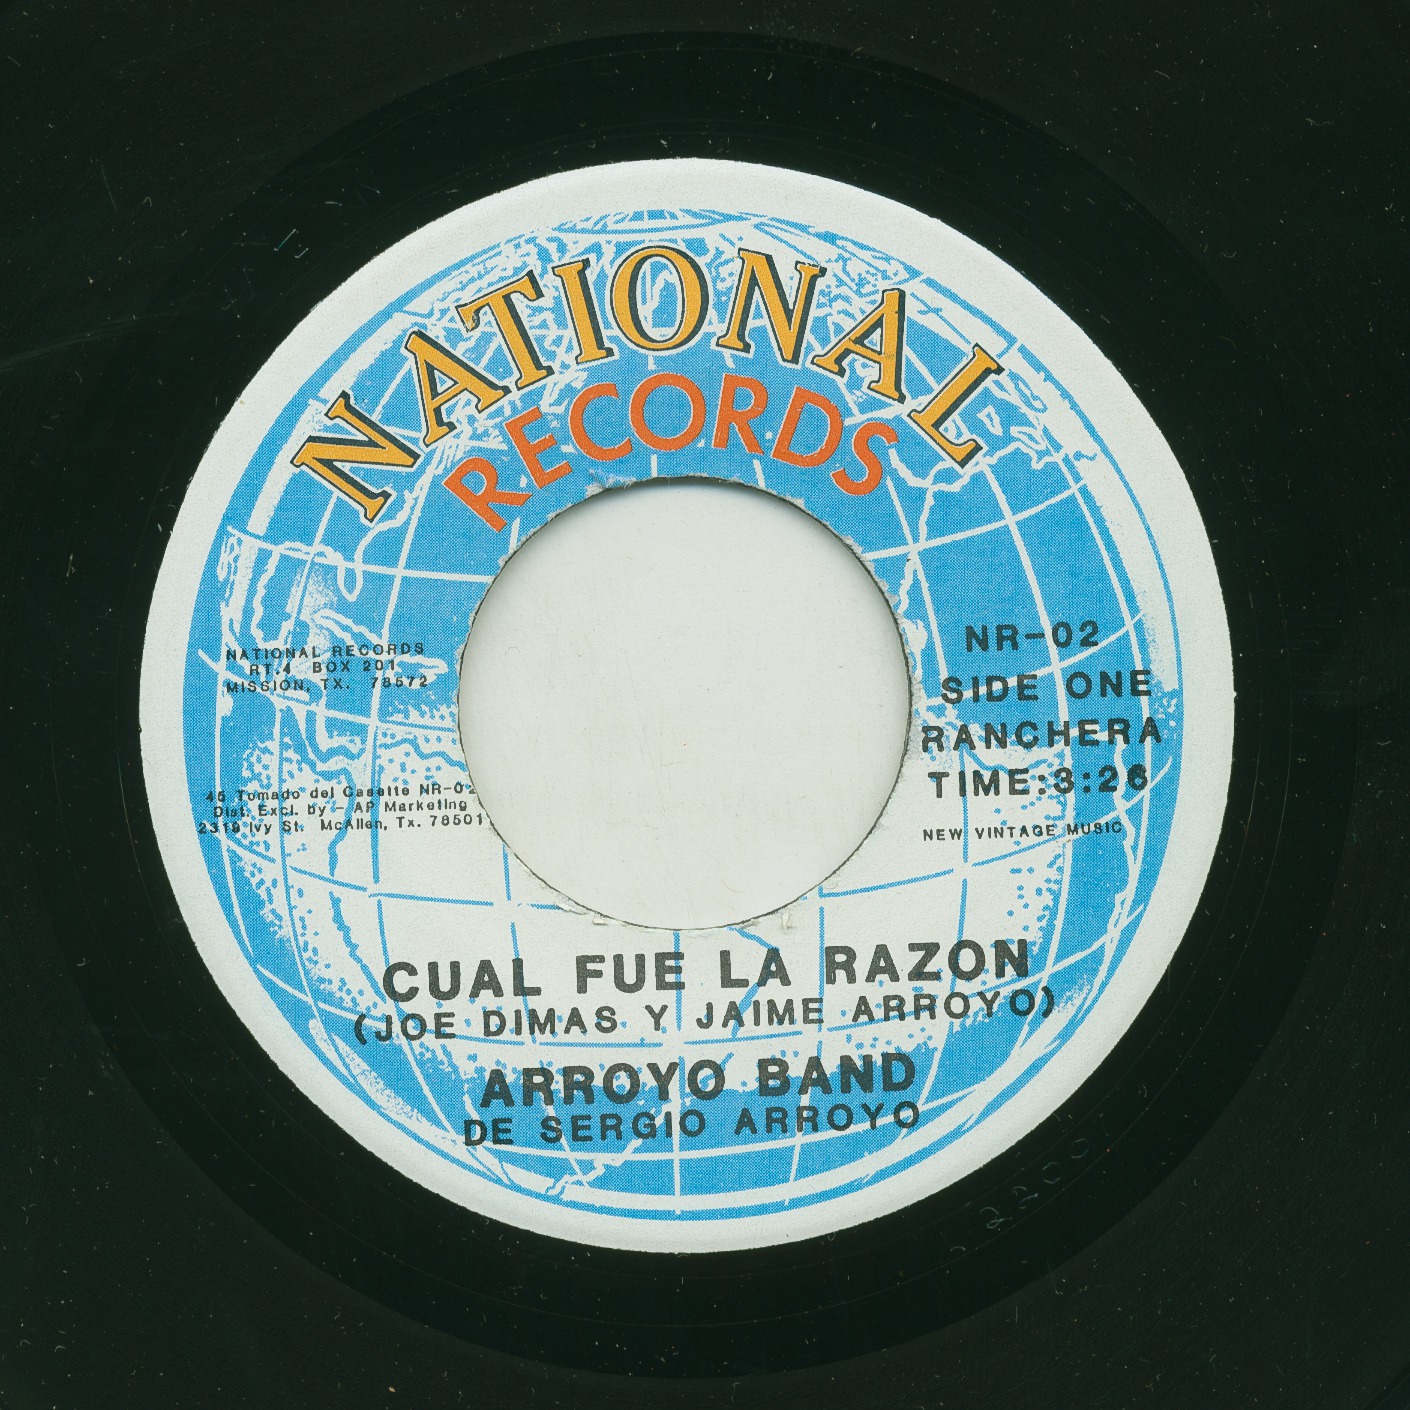 NATIONAL
RECORDS
NATIONAL RECORDS
RT.4 BOX 201
MISSION, TX. 78572
NR-02
SIDE ONE
RANCHERA
TIME:3:26
45 Tomado del Casette
Dist. Excl. by - AP Marketing
2319 Ivy St. McAllen, Tx. 78501
NEW VINTAGE MUSIC
CUAL FUE LA RAZON
(JOE DIMAS Y JAIME ARROYO)
ARROYO BAND
DE SERGIO ARROYO